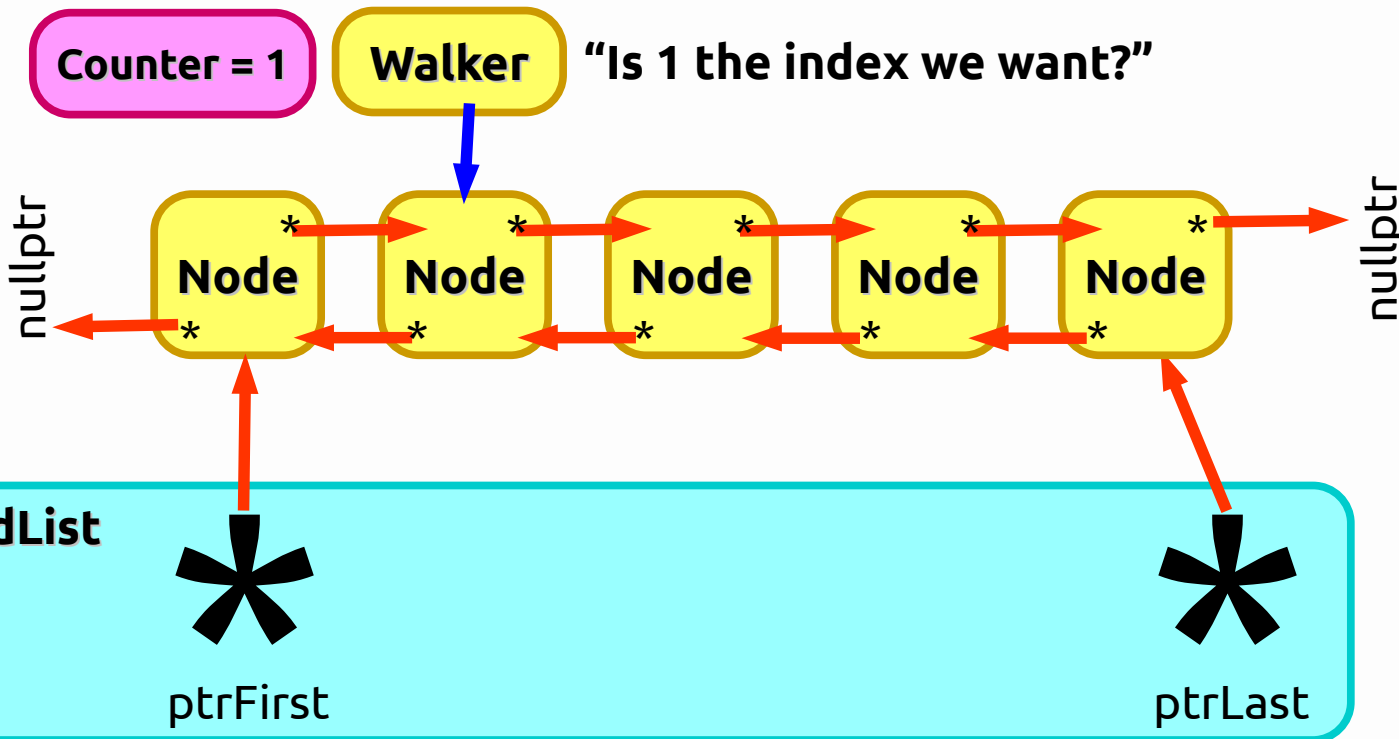 Counter = 1
Walker
“Is 1 the index we want?”
nullptr
nullptr
*
*
*
*
*
Node
Node
Node
Node
Node
*
*
*
*
*
dList
*
*
ptrFirst
ptrLast